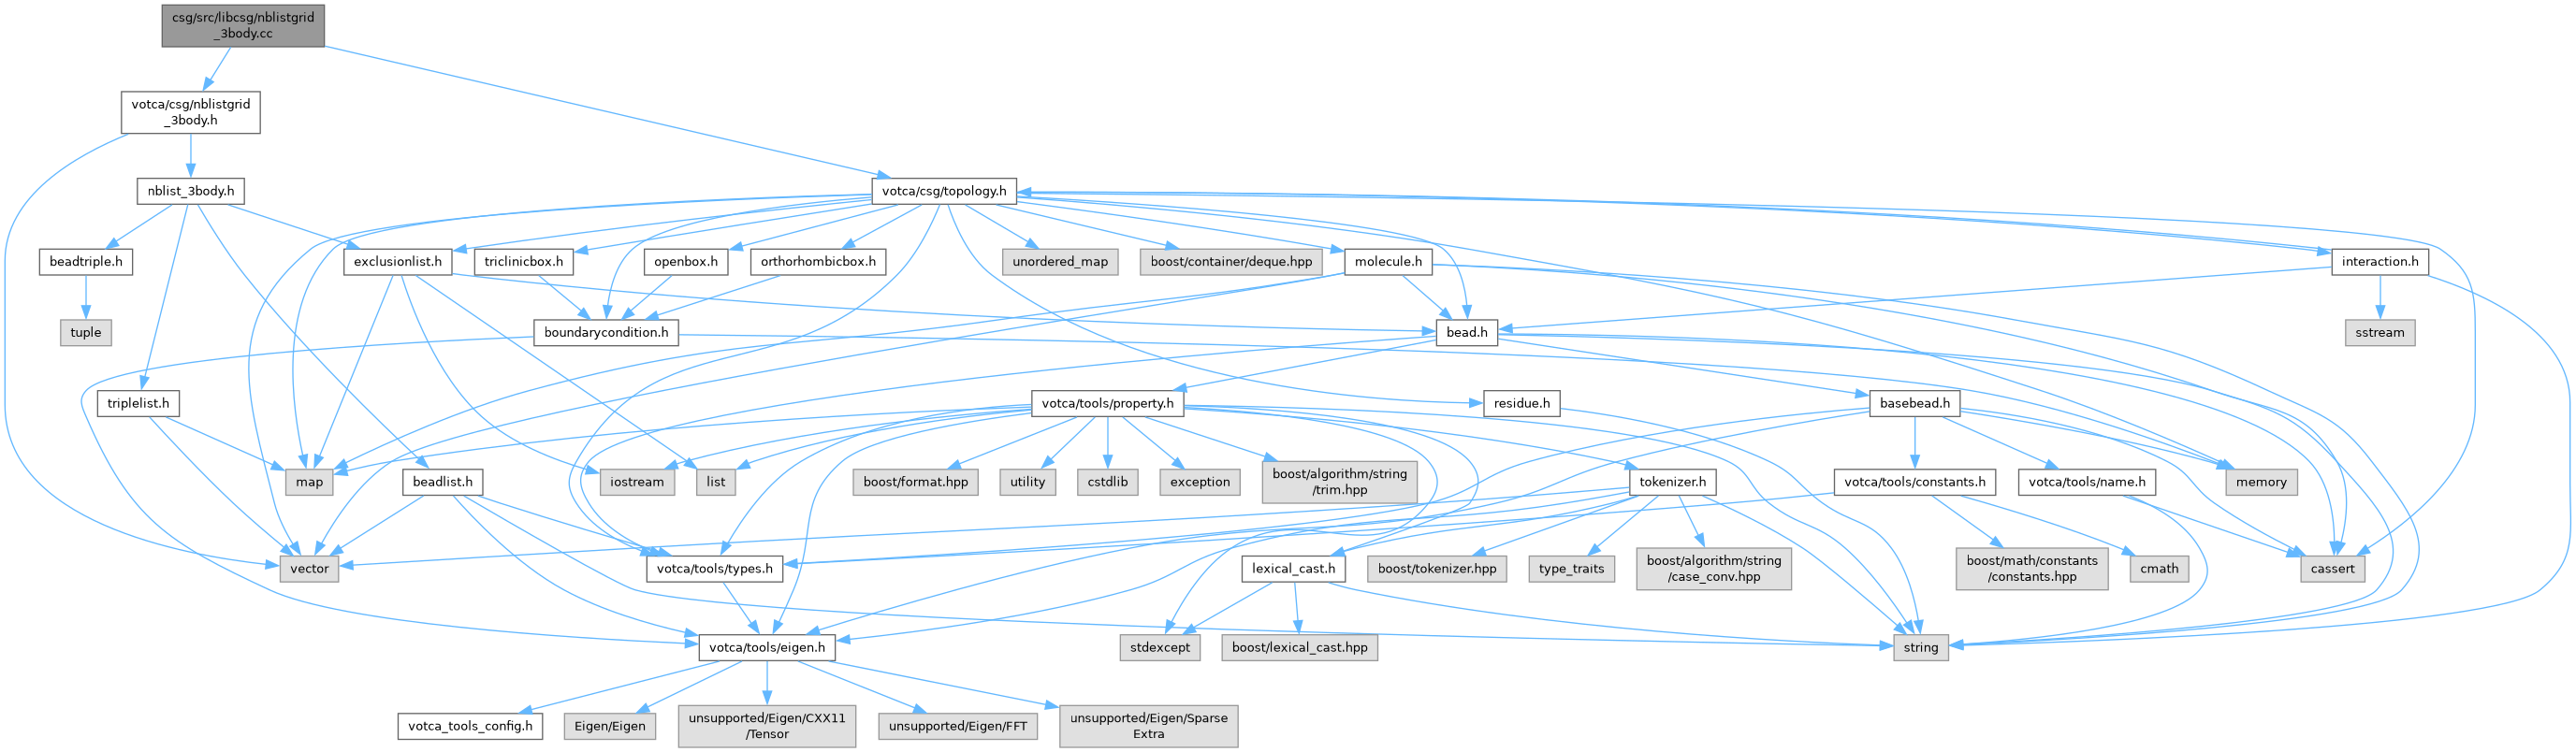 csg/src/libcsg/nblistgrid
_3body.cc
votca/csg/nblistgrid
_3body.h
nblist_3body.h
votca/csg/topology.h
beadtriple.h
exclusionlist.h
triclinicbox.h
openbox.h
orthorhombicbox.h
unordered_map
boost/container/deque.hpp
molecule.h
interaction.h
tuple
boundarycondition.h
bead.h
sstream
triplelist.h
votca/tools/property.h
residue.h
basebead.h
map
beadlist.h
iostream
list
boost/format.hpp
utility
cstdlib
exception
boost/algorithm/string
/trim.hpp
tokenizer.h
votca/tools/constants.h
votca/tools/name.h
memory
vector
votca/tools/types.h
lexical_cast.h
boost/tokenizer.hpp
type_traits
boost/algorithm/string
/case_conv.hpp
boost/math/constants
/constants.hpp
cmath
cassert
votca/tools/eigen.h
stdexcept
boost/lexical_cast.hpp
string
votca_tools_config.h
Eigen/Eigen
unsupported/Eigen/CXX11
/Tensor
unsupported/Eigen/FFT
unsupported/Eigen/Sparse
Extra